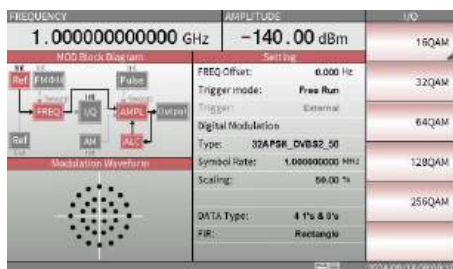 FREQUENCY
AMPLITUDE
I/Q
1.000000000000 GHz
-140.00 dBm
MOD Block Diagram
Setting
Ref
FMΦM
Pulse
FREQ
I/Q
AMPL
Output
Ref
AM
ALC
Modulation Waveform
FREQ Offset: 0.000 Hz
Trigger mode: Free Run
Trigger: External
Digital Modulation
Type: 32APSK_DVBS2_56
Symbol Rate: 1.000000000 MHz
Scaling: 50.00 %
DATA Type: 4 1's & 0's
FIR: Rectangle
16QAM
32QAM
64QAM
128QAM
256QAM